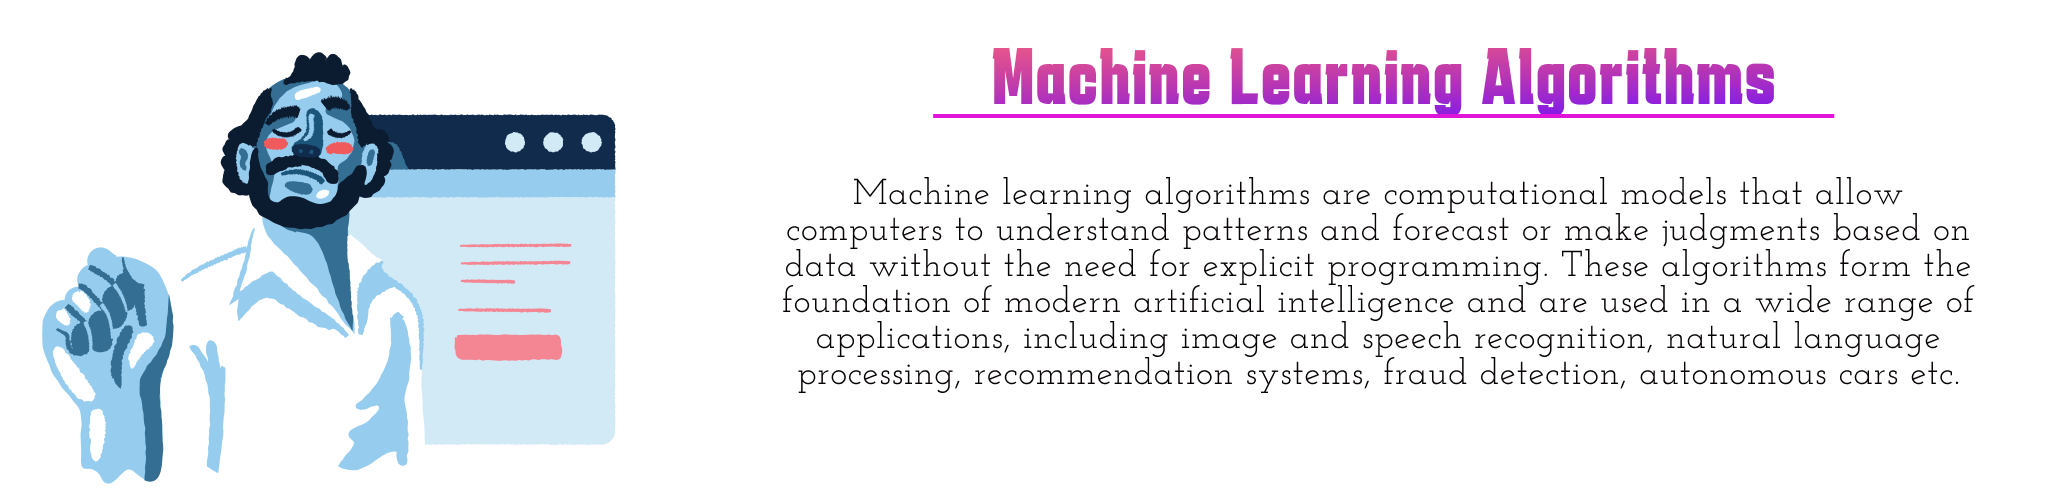 Machine Learning Algorithms
Machine learning algorithms are computational models that allow
computers to understand patterns and forecast or make judgments based on
data without the need for explicit programming. These algorithms form the
foundation of modern artificial intelligence and are used in a wide range of
applications, including image and speech recognition, natural language
processing, recommendation systems, fraud detection, autonomous cars etc.